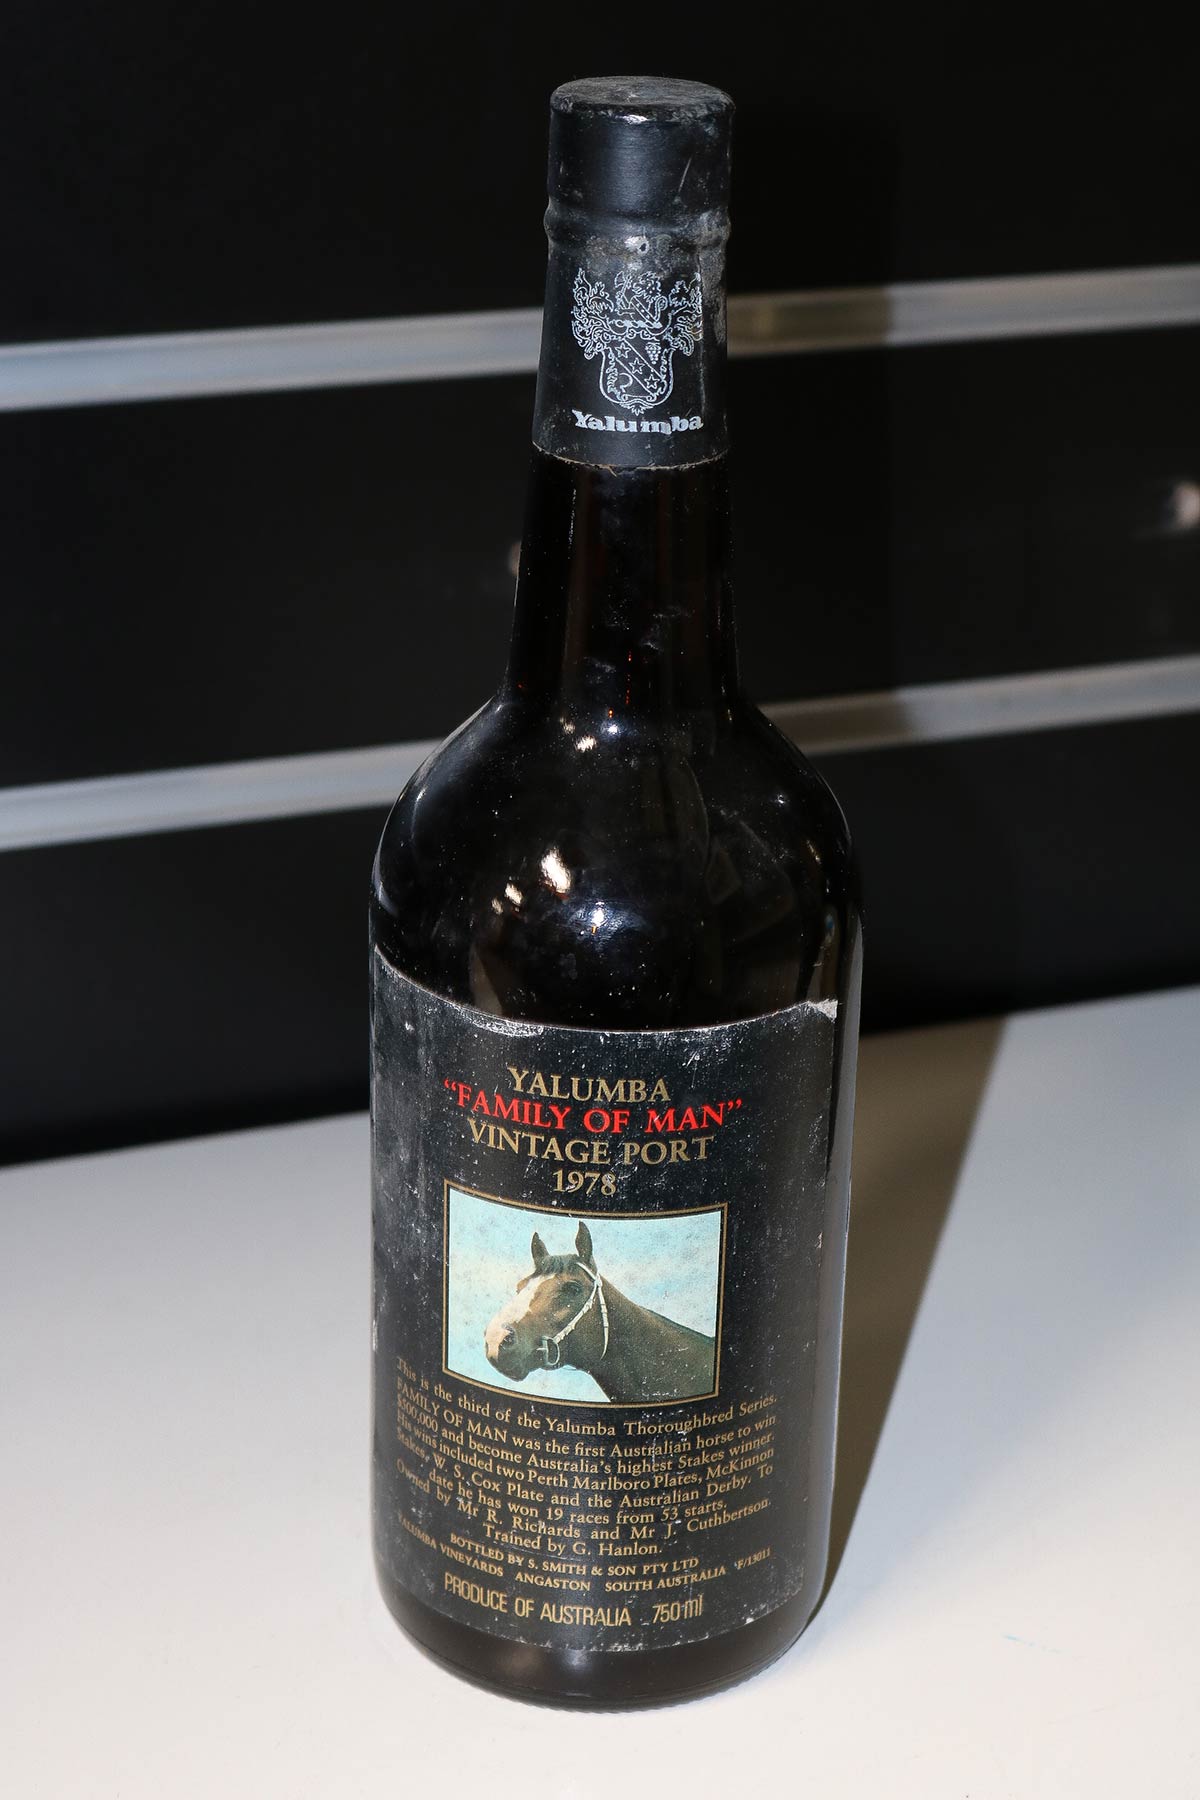 Yalumba
YALUMBA
“FAMILY OF MAN”
VINTAGE PORT
1978
This is the third of the Yalumba Thoroughbred Series.
FAMILY OF MAN was the first Australian horse to win
$500,000 and become Australia's highest Stakes winner.
His wins included two Perth Marlboro Plates, McKinnon
Stakes, W. S. Cox Plate and the Australian Derby. To
date he has won 19 races from 53 starts.
Owned by Mr R. Richards and Mr J. Cuthbertson.
Trained by G. Hanlon.
BOTTLED BY S. SMITH & SON PTY LTD
YALUMBA VINEYARDS ANGASTON SOUTH AUSTRALIA F/13011
PRODUCE OF AUSTRALIA 750 ml